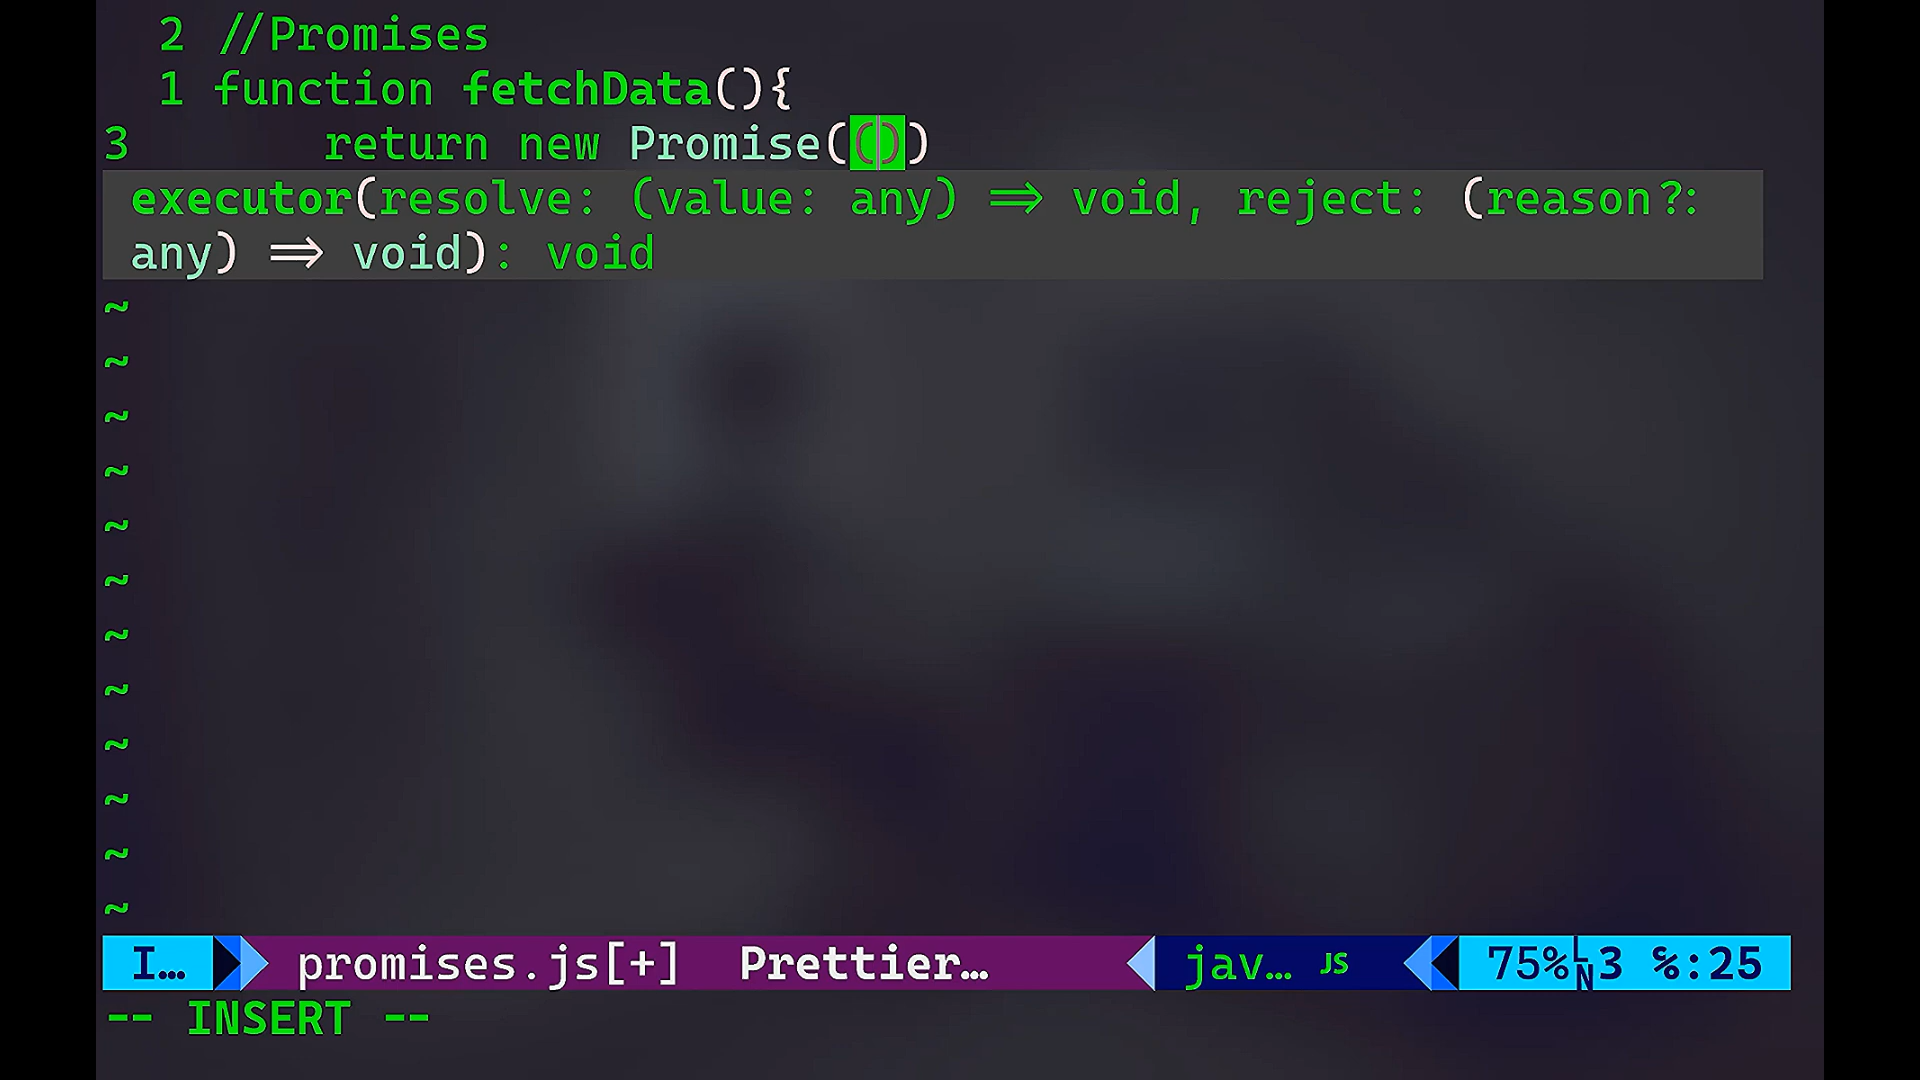 2 //Promises
1 function fetchData(){
3 return new Promise(())
executor(resolve: (value: any) => void, reject: (reason?:
any) => void): void
~
~
~
~
~
~
~
~
~
~
~
~
I… promises.js[+] Prettier… jav… JS 75% LN 3 %:25
-- INSERT --